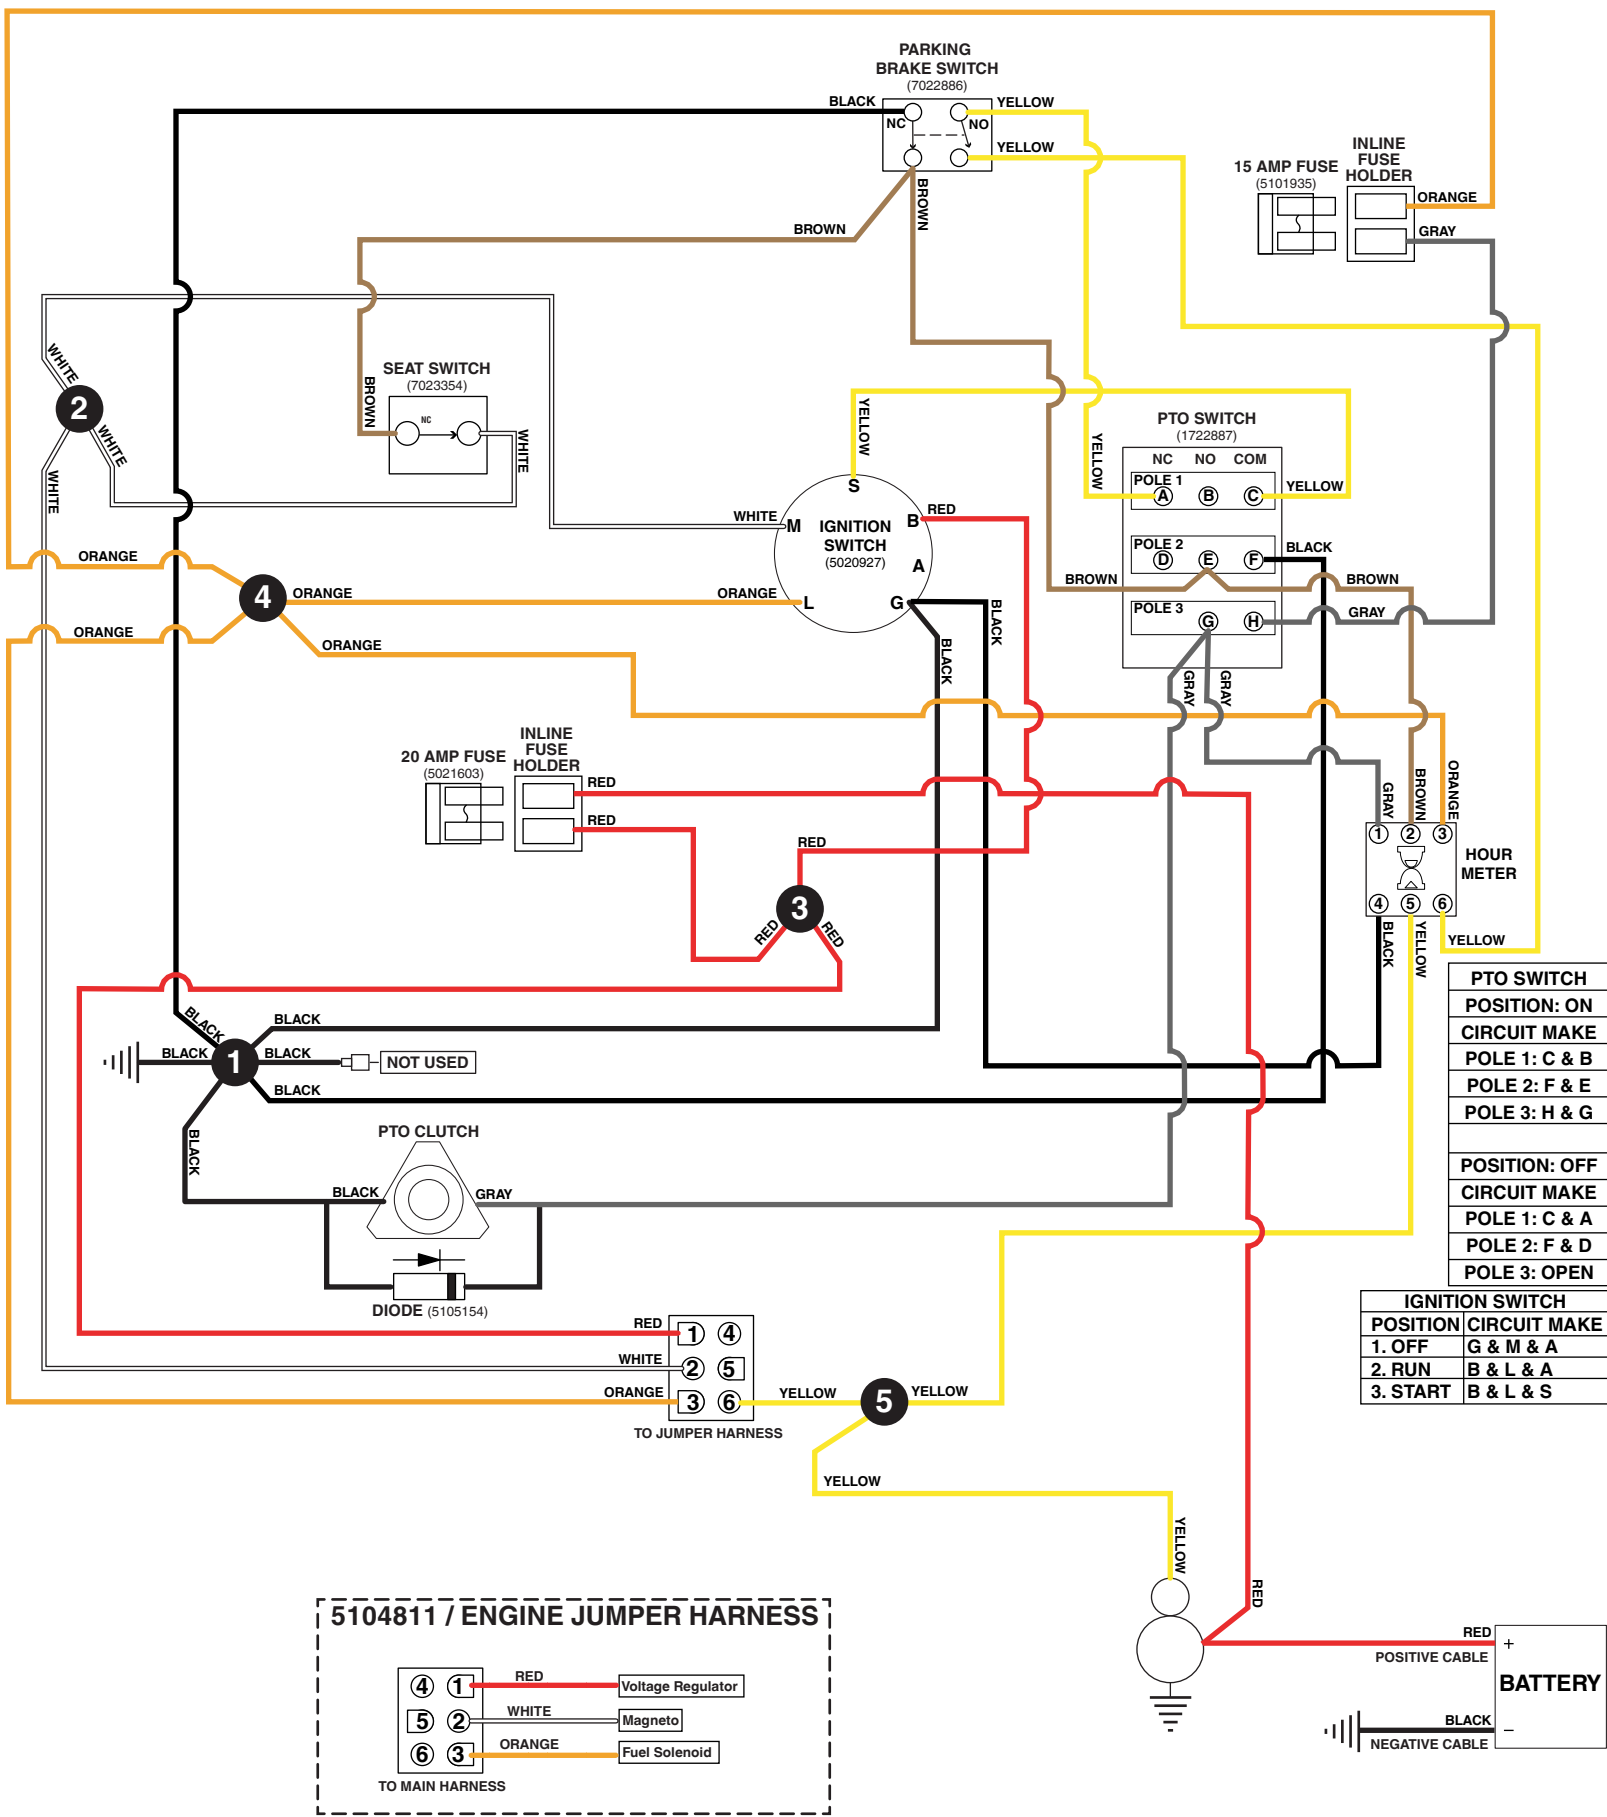 PARKING
BRAKE SWITCH
(7022886)
BLACK
NC
NO
YELLOW
YELLOW
BROWN
BROWN
15 AMP FUSE
(5101935)
INLINE
FUSE
HOLDER
ORANGE
GRAY
WHITE
2
WHITE
WHITE
SEAT SWITCH
(7023354)
NC
BROWN
WHITE
YELLOW
S
WHITE
M
IGNITION
SWITCH
(5020927)
B
RED
A
L
G
BLACK
BLACK
PTO SWITCH
(1722887)
NC NO COM
YELLOW
POLE 1
A B C
YELLOW
POLE 2
D E F
BLACK
BROWN
BROWN
POLE 3
G H
GRAY
GRAY
GRAY
ORANGE
4
ORANGE
ORANGE
ORANGE
ORANGE
20 AMP FUSE
(5021603)
INLINE
FUSE
HOLDER
RED
RED
RED
3
RED
RED
GRAY
BROWN
ORANGE
1 2 3
HOUR
METER
4 5 6
BLACK
YELLOW
YELLOW
BLACK
BLACK
BLACK
1
BLACK
NOT USED
BLACK
BLACK
PTO CLUTCH
BLACK
GRAY
DIODE (5105154)
PTO SWITCH
POSITION: ON
CIRCUIT MAKE
POLE 1: C & B
POLE 2: F & E
POLE 3: H & G
POSITION: OFF
CIRCUIT MAKE
POLE 1: C & A
POLE 2: F & D
POLE 3: OPEN
IGNITION SWITCH
POSITION CIRCUIT MAKE
1. OFF G & M & A
2. RUN B & L & A
3. START B & L & S
RED
1 4
WHITE
2 5
ORANGE
3 6
YELLOW
5
YELLOW
TO JUMPER HARNESS
YELLOW
YELLOW
RED
RED
POSITIVE CABLE
+
BATTERY
BLACK
−
NEGATIVE CABLE
5104811 / ENGINE JUMPER HARNESS
4 1
RED
Voltage Regulator
5 2
WHITE
Magneto
6 3
ORANGE
Fuel Solenoid
TO MAIN HARNESS